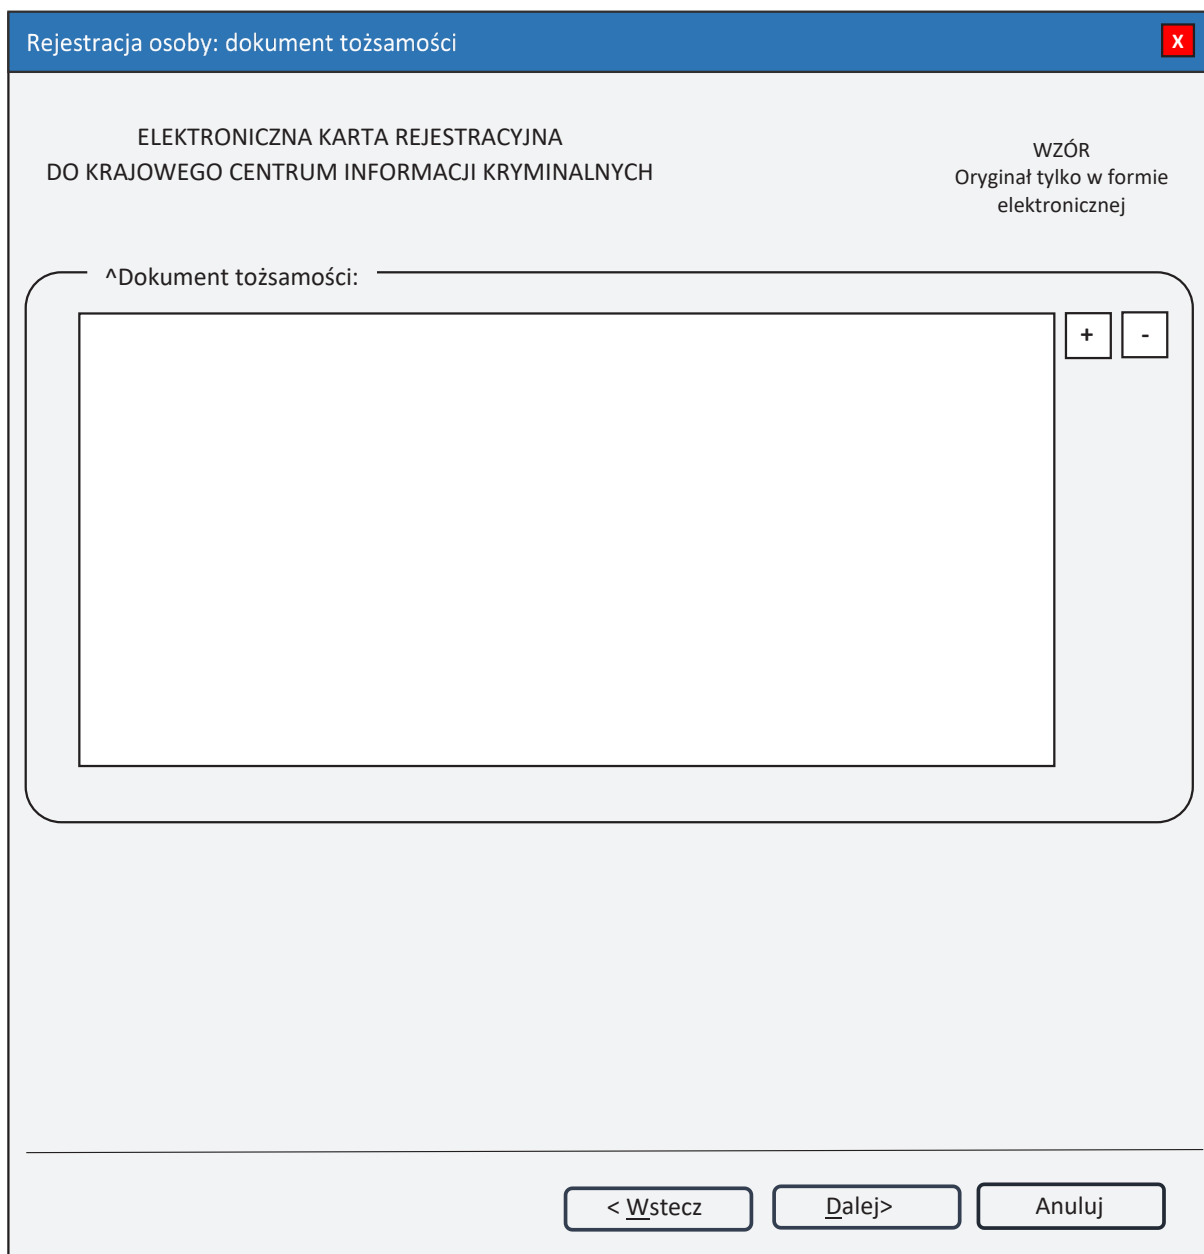 Rejestracja osoby: dokument tożsamości
X
ELEKTRONICZNA KARTA REJESTRACYJNA
DO KRAJOWEGO CENTRUM INFORMACJI KRYMINALNYCH
WZÓR
Oryginał tylko w formie
elektronicznej
^Dokument tożsamości:
+ -
< Wstecz Dalej> Anuluj